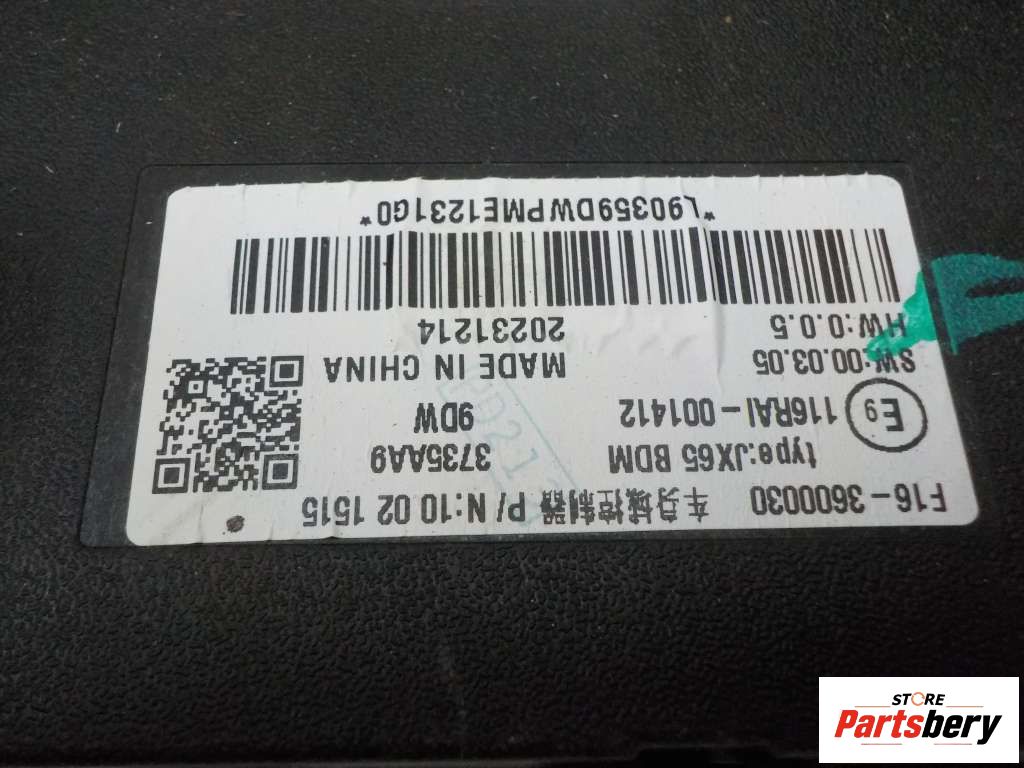 F16-3600030 车身域控制器 P/N:10 02 1515
type:JX65 BDM 3735AA9
E9 116RAI-001412 9DW
SW:00.03.05 MADE IN CHINA
HW:0.0.5 20231214
*L90359DWPME1231G0*
STORE
Partsbery